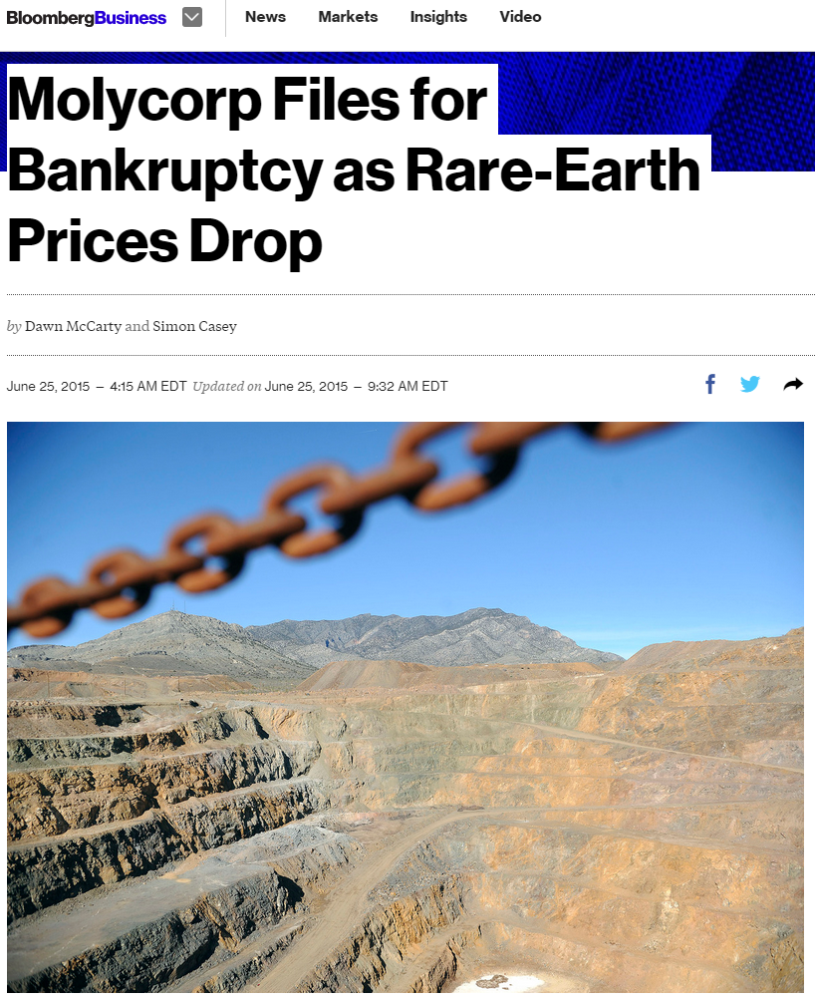 BloombergBusiness News Markets Insights Video
Molycorp Files for
Bankruptcy as Rare-Earth
Prices Drop
by Dawn McCarty and Simon Casey
June 25, 2015 – 4:15 AM EDT Updated on June 25, 2015 – 9:32 AM EDT